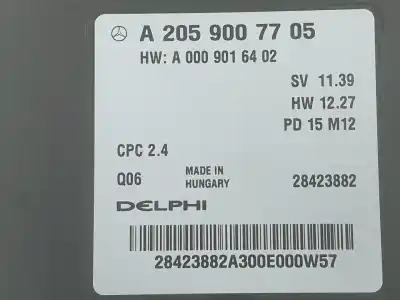 A 205 900 77 05
HW: A 000 901 64 02
SV 11.39
HW 12.27
PD 15 M12
CPC 2.4
Q06
MADE IN
HUNGARY
28423882
DELPHI
28423882A300E000W57